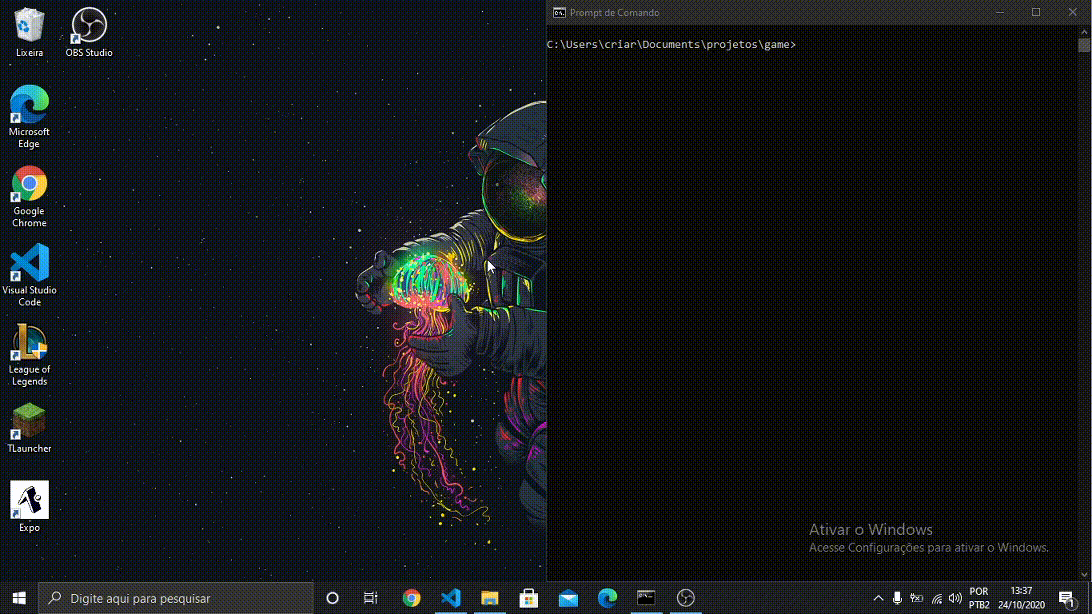 Lixeira
OBS Studio
Microsoft
Edge
Google
Chrome
Visual Studio
Code
League of
Legends
TLauncher
Expo
Prompt de Comando
C:\Users\criar\Documents\projetos\game>
Ativar o Windows
Acesse Configurações para ativar o Windows.
Digite aqui para pesquisar
POR
PTB2
13:37
24/10/2020
1